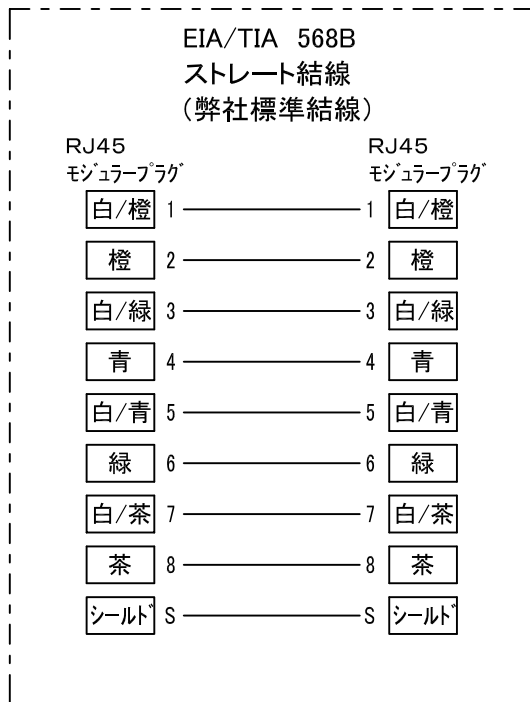 EIA/TIA 568B
ストレート結線
(弊社標準結線)
RJ45 RJ45
ﾓｼﾞｭﾗｰﾌﾟﾗｸﾞ ﾓｼﾞｭﾗｰﾌﾟﾗｸﾞ
白/橙 1 1 白/橙
橙 2 2 橙
白/緑 3 3 白/緑
青 4 4 青
白/青 5 5 白/青
緑 6 6 緑
白/茶 7 7 白/茶
茶 8 8 茶
ｼｰﾙﾄﾞ S S ｼｰﾙﾄﾞ